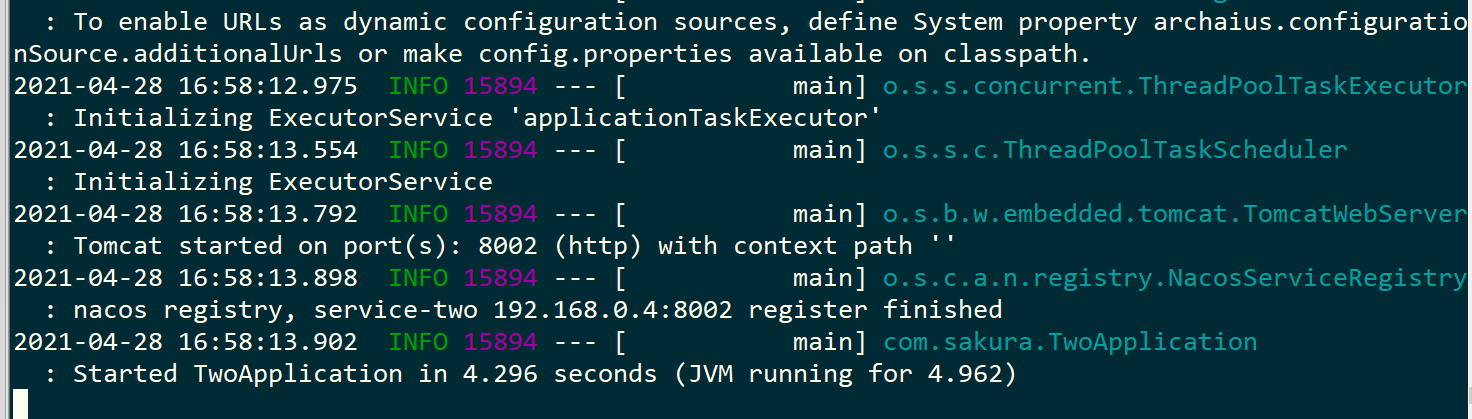 : To enable URLs as dynamic configuration sources, define System property archaius.configuratio
nSource.additionalUrls or make config.properties available on classpath.
2021-04-28 16:58:12.975  INFO 15894 --- [           main] o.s.s.concurrent.ThreadPoolTaskExecutor
  : Initializing ExecutorService 'applicationTaskExecutor'
2021-04-28 16:58:13.554  INFO 15894 --- [           main] o.s.s.c.ThreadPoolTaskScheduler
  : Initializing ExecutorService
2021-04-28 16:58:13.792  INFO 15894 --- [           main] o.s.b.w.embedded.tomcat.TomcatWebServer
  : Tomcat started on port(s): 8002 (http) with context path ''
2021-04-28 16:58:13.898  INFO 15894 --- [           main] o.s.c.a.n.registry.NacosServiceRegistry
  : nacos registry, service-two 192.168.0.4:8002 register finished
2021-04-28 16:58:13.902  INFO 15894 --- [           main] com.sakura.TwoApplication
  : Started TwoApplication in 4.296 seconds (JVM running for 4.962)